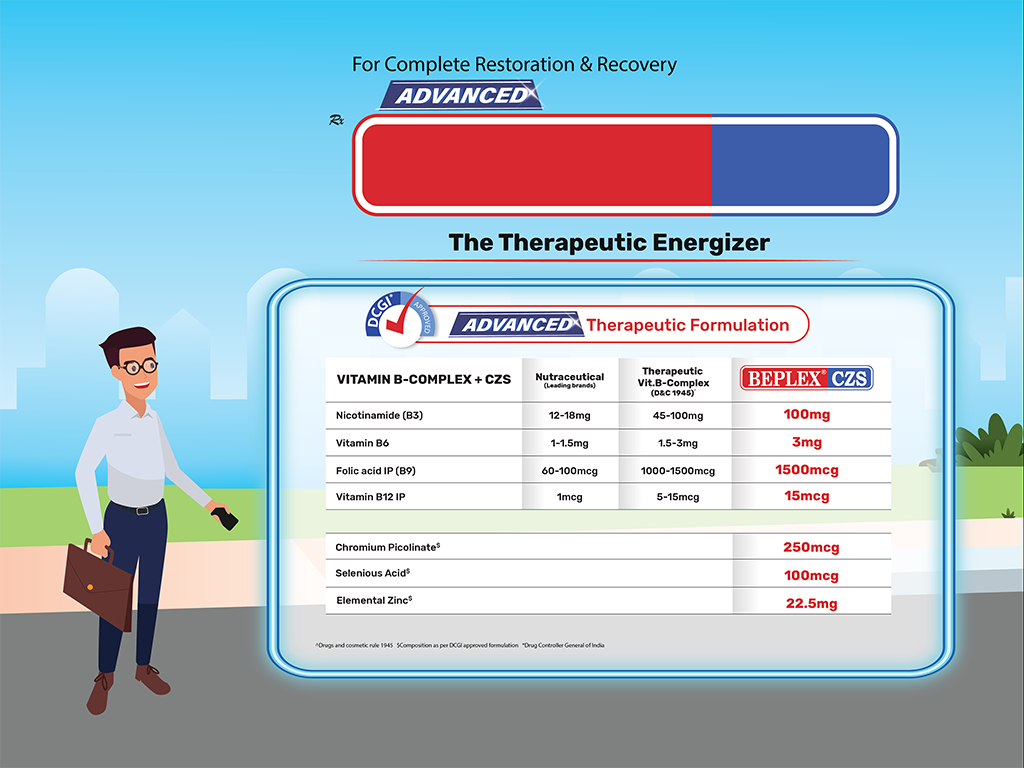 For Complete Restoration & Recovery
ADVANCED
Rx
The Therapeutic Energizer
DCGI* APPROVED
ADVANCED Therapeutic Formulation
VITAMIN B-COMPLEX + CZS
Nutraceutical
(Leading brands)
Therapeutic
Vit.B-Complex
(D&C 1945)^
BEPLEX® CZS
Nicotinamide (B3) 12-18mg 45-100mg 100mg
Vitamin B6 1-1.5mg 1.5-3mg 3mg
Folic acid IP (B9) 60-100mcg 1000-1500mcg 1500mcg
Vitamin B12 IP 1mcg 5-15mcg 15mcg
Chromium Picolinate$ 250mcg
Selenious Acid$ 100mcg
Elemental Zinc$ 22.5mg
^Drugs and cosmetic rule 1945 $Composition as per DCGI approved formulation *Drug Controller General of India